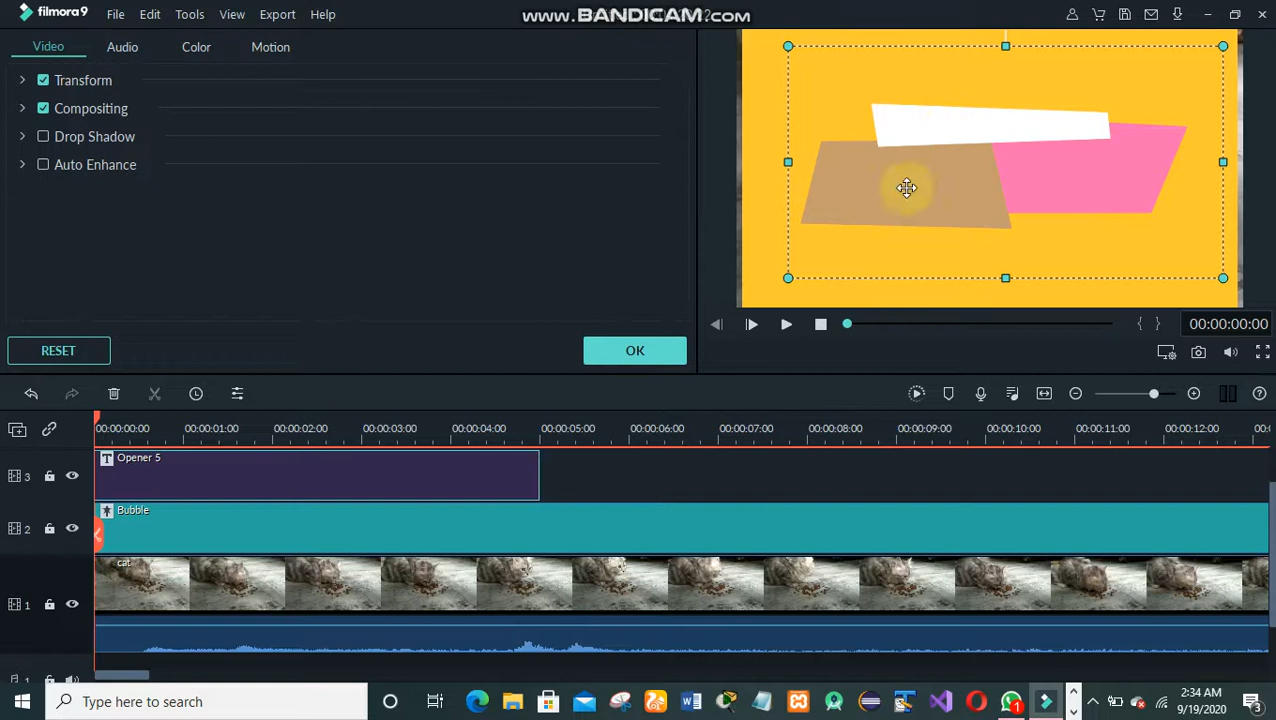 filmora9 File Edit Tools View Export Help
www.BANDICAM.com
Video Audio Color Motion
Transform
Compositing
Drop Shadow
Auto Enhance
RESET OK
00:00:00:00
00:00:00:00 00:00:01:00 00:00:02:00 00:00:03:00 00:00:04:00 00:00:05:00 00:00:06:00 00:00:07:00 00:00:08:00 00:00:09:00 00:00:10:00 00:00:11:00 00:00:12:00
3 T Opener 5
2 Bubble
1 cat
Type here to search
1
2:34 AM
9/19/2020
3